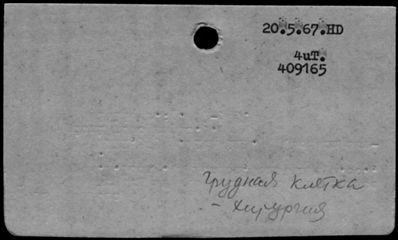 20.5.67.HD
4uT.
409165
грудная клетка
- хирургия